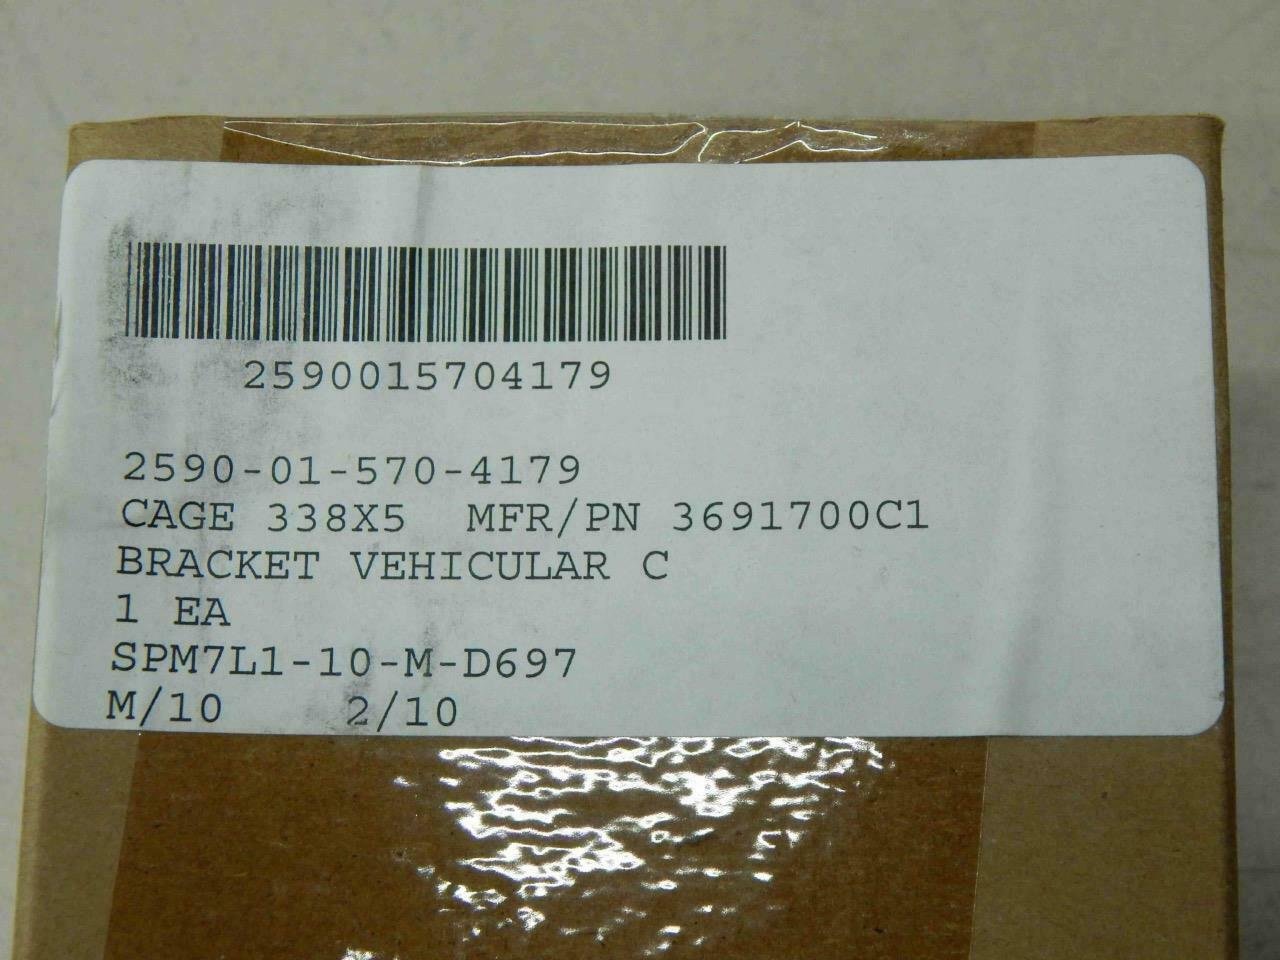 2590015704179
2590-01-570-4179
CAGE 338X5 MFR/PN 3691700C1
BRACKET VEHICULAR C
1 EA
SPM7L1-10-M-D697
M/10 2/10